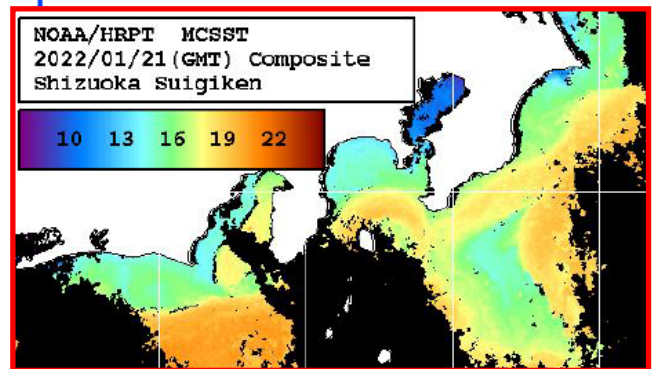 NOAA/HRPT MCSST
2022/01/21(GMT) Composite
Shizuoka Suigiken
10 13 16 19 22